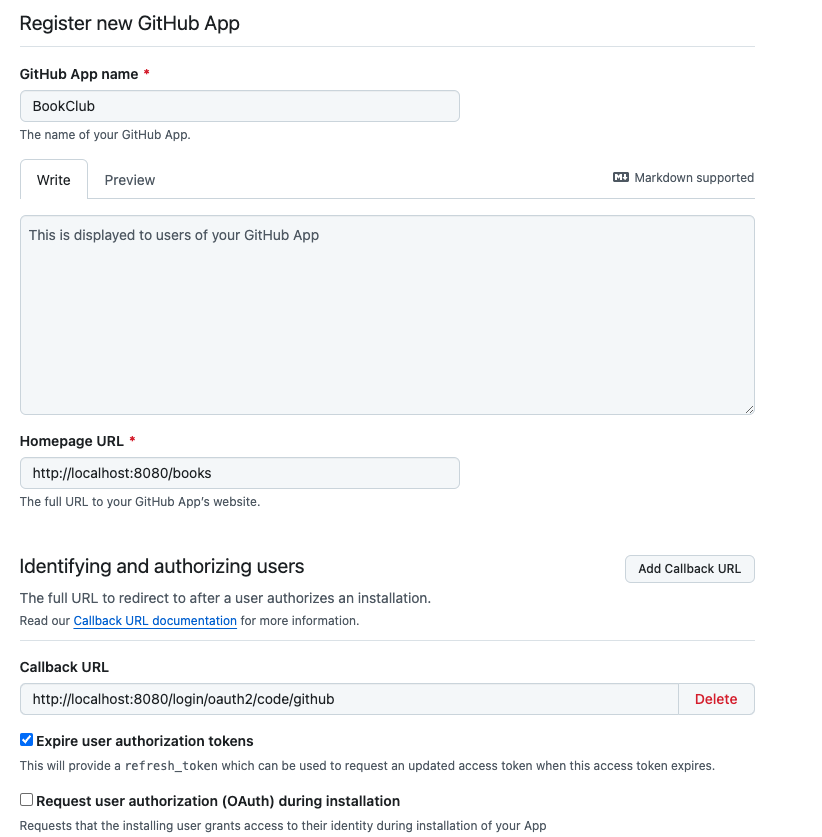 Register new GitHub App
GitHub App name *
BookClub
The name of your GitHub App.
Write Preview Markdown supported
This is displayed to users of your GitHub App
Homepage URL *
http://localhost:8080/books
The full URL to your GitHub App's website.
Identifying and authorizing users Add Callback URL
The full URL to redirect to after a user authorizes an installation.
Read our Callback URL documentation for more information.
Callback URL
http://localhost:8080/login/oauth2/code/github Delete
Expire user authorization tokens
This will provide a refresh_token which can be used to request an updated access token when this access token expires.
Request user authorization (OAuth) during installation
Requests that the installing user grants access to their identity during installation of your App